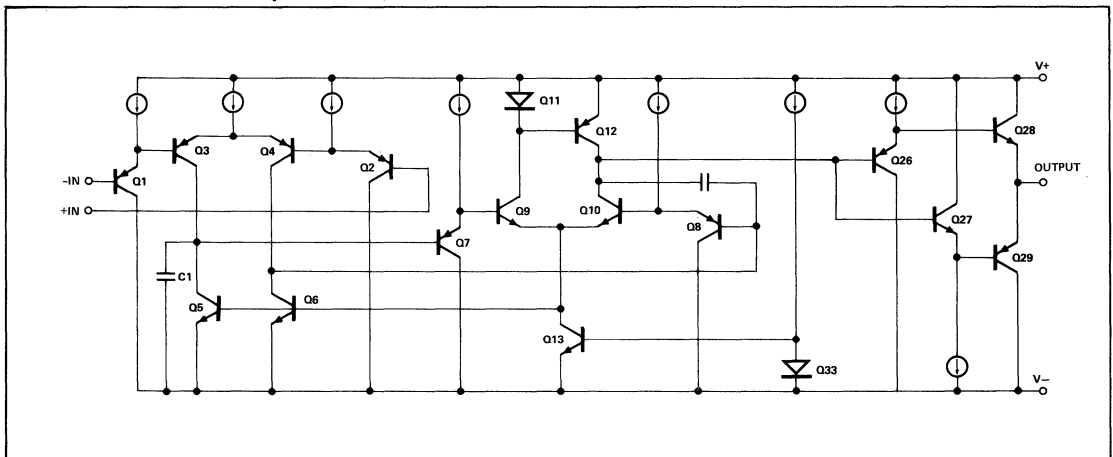 V+
Q11
Q12
Q28
Q3
Q4
Q2
Q26
OUTPUT
-IN
Q1
+IN
Q9
Q10
Q8
Q27
Q7
Q29
C1
Q5
Q6
Q13
Q33
V-